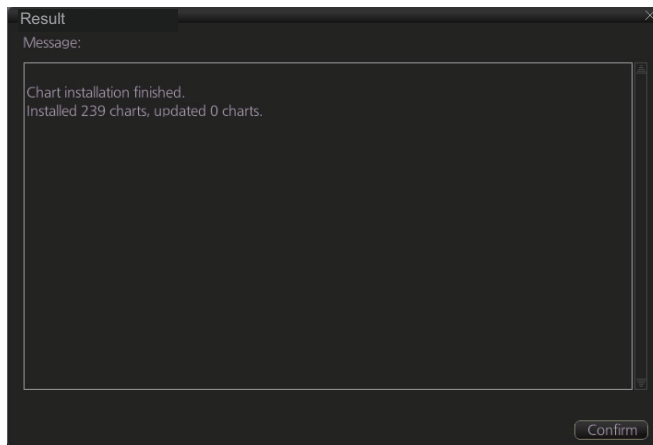 Result
Message:
Chart installation finished.
Installed 239 charts, updated 0 charts.
Confirm